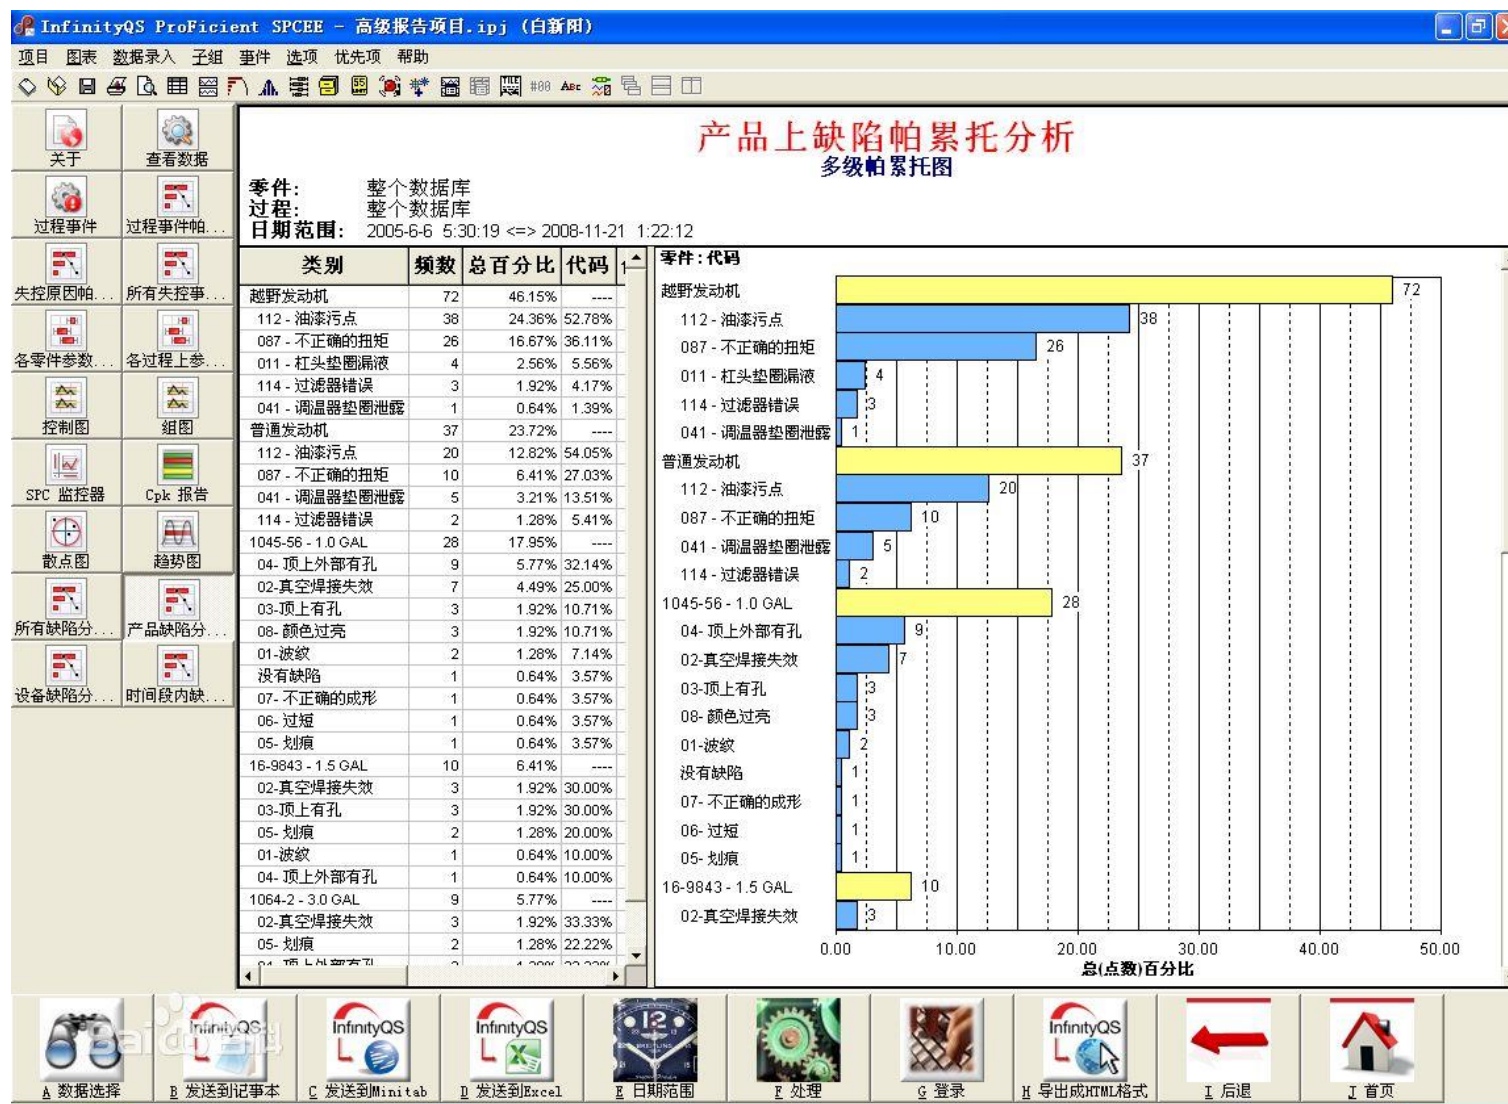 InfinityQS ProFicient SPCEE - 高级报告项目.ipj (白新阳)
项目 图表 数据录入 子组 事件 选项 优先项 帮助
关于 查看数据
过程事件 过程事件帕...
失控原因帕... 所有失控事...
各零件参数... 各过程上参...
控制图 组图
SPC 监控器 Cpk 报告
散点图 趋势图
所有缺陷分... 产品缺陷分...
设备缺陷分... 时间段内缺...
产品上缺陷帕累托分析
多级帕累托图
零件: 整个数据库
过程: 整个数据库
日期范围: 2005-6-6 5:30:19 <=> 2008-11-21 1:22:12
类别 频数 总百分比 代码
越野发动机 72 46.15% ----
112 - 油漆污点 38 24.36% 52.78%
087 - 不正确的扭矩 26 16.67% 36.11%
011 - 杠头垫圈漏液 4 2.56% 5.56%
114 - 过滤器错误 3 1.92% 4.17%
041 - 调温器垫圈泄露 1 0.64% 1.39%
普通发动机 37 23.72% ----
112 - 油漆污点 20 12.82% 54.05%
087 - 不正确的扭矩 10 6.41% 27.03%
041 - 调温器垫圈泄露 5 3.21% 13.51%
114 - 过滤器错误 2 1.28% 5.41%
1045-56 - 1.0 GAL 28 17.95% ----
04- 顶上外部有孔 9 5.77% 32.14%
02-真空焊接失效 7 4.49% 25.00%
03-顶上有孔 3 1.92% 10.71%
08- 颜色过亮 3 1.92% 10.71%
01-波纹 2 1.28% 7.14%
没有缺陷 1 0.64% 3.57%
07- 不正确的成形 1 0.64% 3.57%
06- 过短 1 0.64% 3.57%
05- 划痕 1 0.64% 3.57%
16-9843 - 1.5 GAL 10 6.41% ----
02-真空焊接失效 3 1.92% 30.00%
03-顶上有孔 3 1.92% 30.00%
05- 划痕 2 1.28% 20.00%
01-波纹 1 0.64% 10.00%
04- 顶上外部有孔 1 0.64% 10.00%
1064-2 - 3.0 GAL 9 5.77% ----
02-真空焊接失效 3 1.92% 33.33%
05- 划痕 2 1.28% 22.22%
零件:代码
越野发动机 72
112 - 油漆污点 38
087 - 不正确的扭矩 26
011 - 杠头垫圈漏液 4
114 - 过滤器错误 3
041 - 调温器垫圈泄露 1
普通发动机 37
112 - 油漆污点 20
087 - 不正确的扭矩 10
041 - 调温器垫圈泄露 5
114 - 过滤器错误 2
1045-56 - 1.0 GAL 28
04- 顶上外部有孔 9
02-真空焊接失效 7
03-顶上有孔 3
08- 颜色过亮 3
01-波纹 2
没有缺陷 1
07- 不正确的成形 1
06- 过短 1
05- 划痕 1
16-9843 - 1.5 GAL 10
02-真空焊接失效 3
0.00 10.00 20.00 30.00 40.00 50.00
总(点数)百分比
Baidu百科
InfinityQS InfinityQS InfinityQS InfinityQS
A 数据选择 B 发送到记事本 C 发送到Minitab D 发送到Excel E 日期范围 F 处理 G 登录 H 导出成HTML格式 I 后退 J 首页